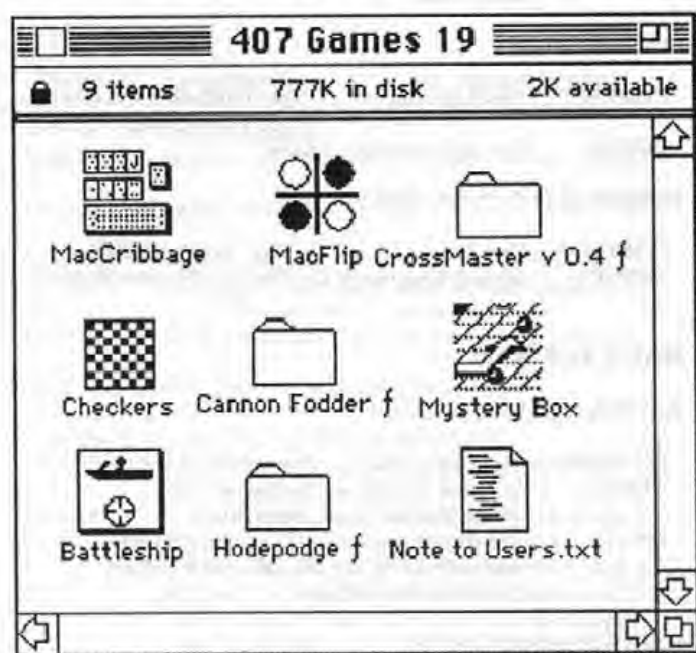 407 Games 19
9 items 777K in disk 2K available
MacCribbage MacFlip CrossMaster v 0.4 ƒ
Checkers Cannon Fodder ƒ Mystery Box
Battleship Hodepodge ƒ Note to Users.txt